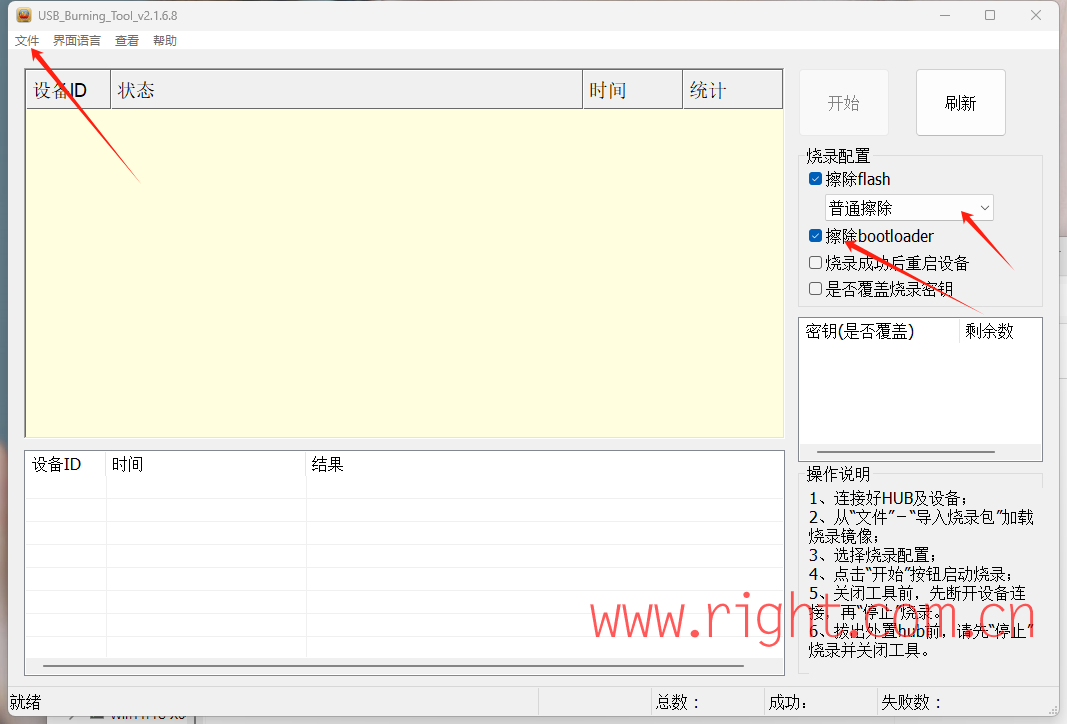 USB_Burning_Tool_v2.1.6.8
文件 界面语言 查看 帮助
设备ID 状态 时间 统计
开始 刷新
烧录配置
擦除flash
普通擦除
擦除bootloader
烧录成功后重启设备
是否覆盖烧录密钥
密钥(是否覆盖) 剩余数
设备ID 时间 结果
操作说明
1、连接好HUB及设备；
2、从“文件”－“导入烧录包”加载
烧录镜像；
3、选择烧录配置；
4、点击“开始”按钮启动烧录；
5、关闭工具前，先断开设备连
接，再“停止”烧录。
6、拔出处置hub前，请先“停止”
烧录并关闭工具。
www.right.com.cn
就绪 总数： 成功： 失败数：